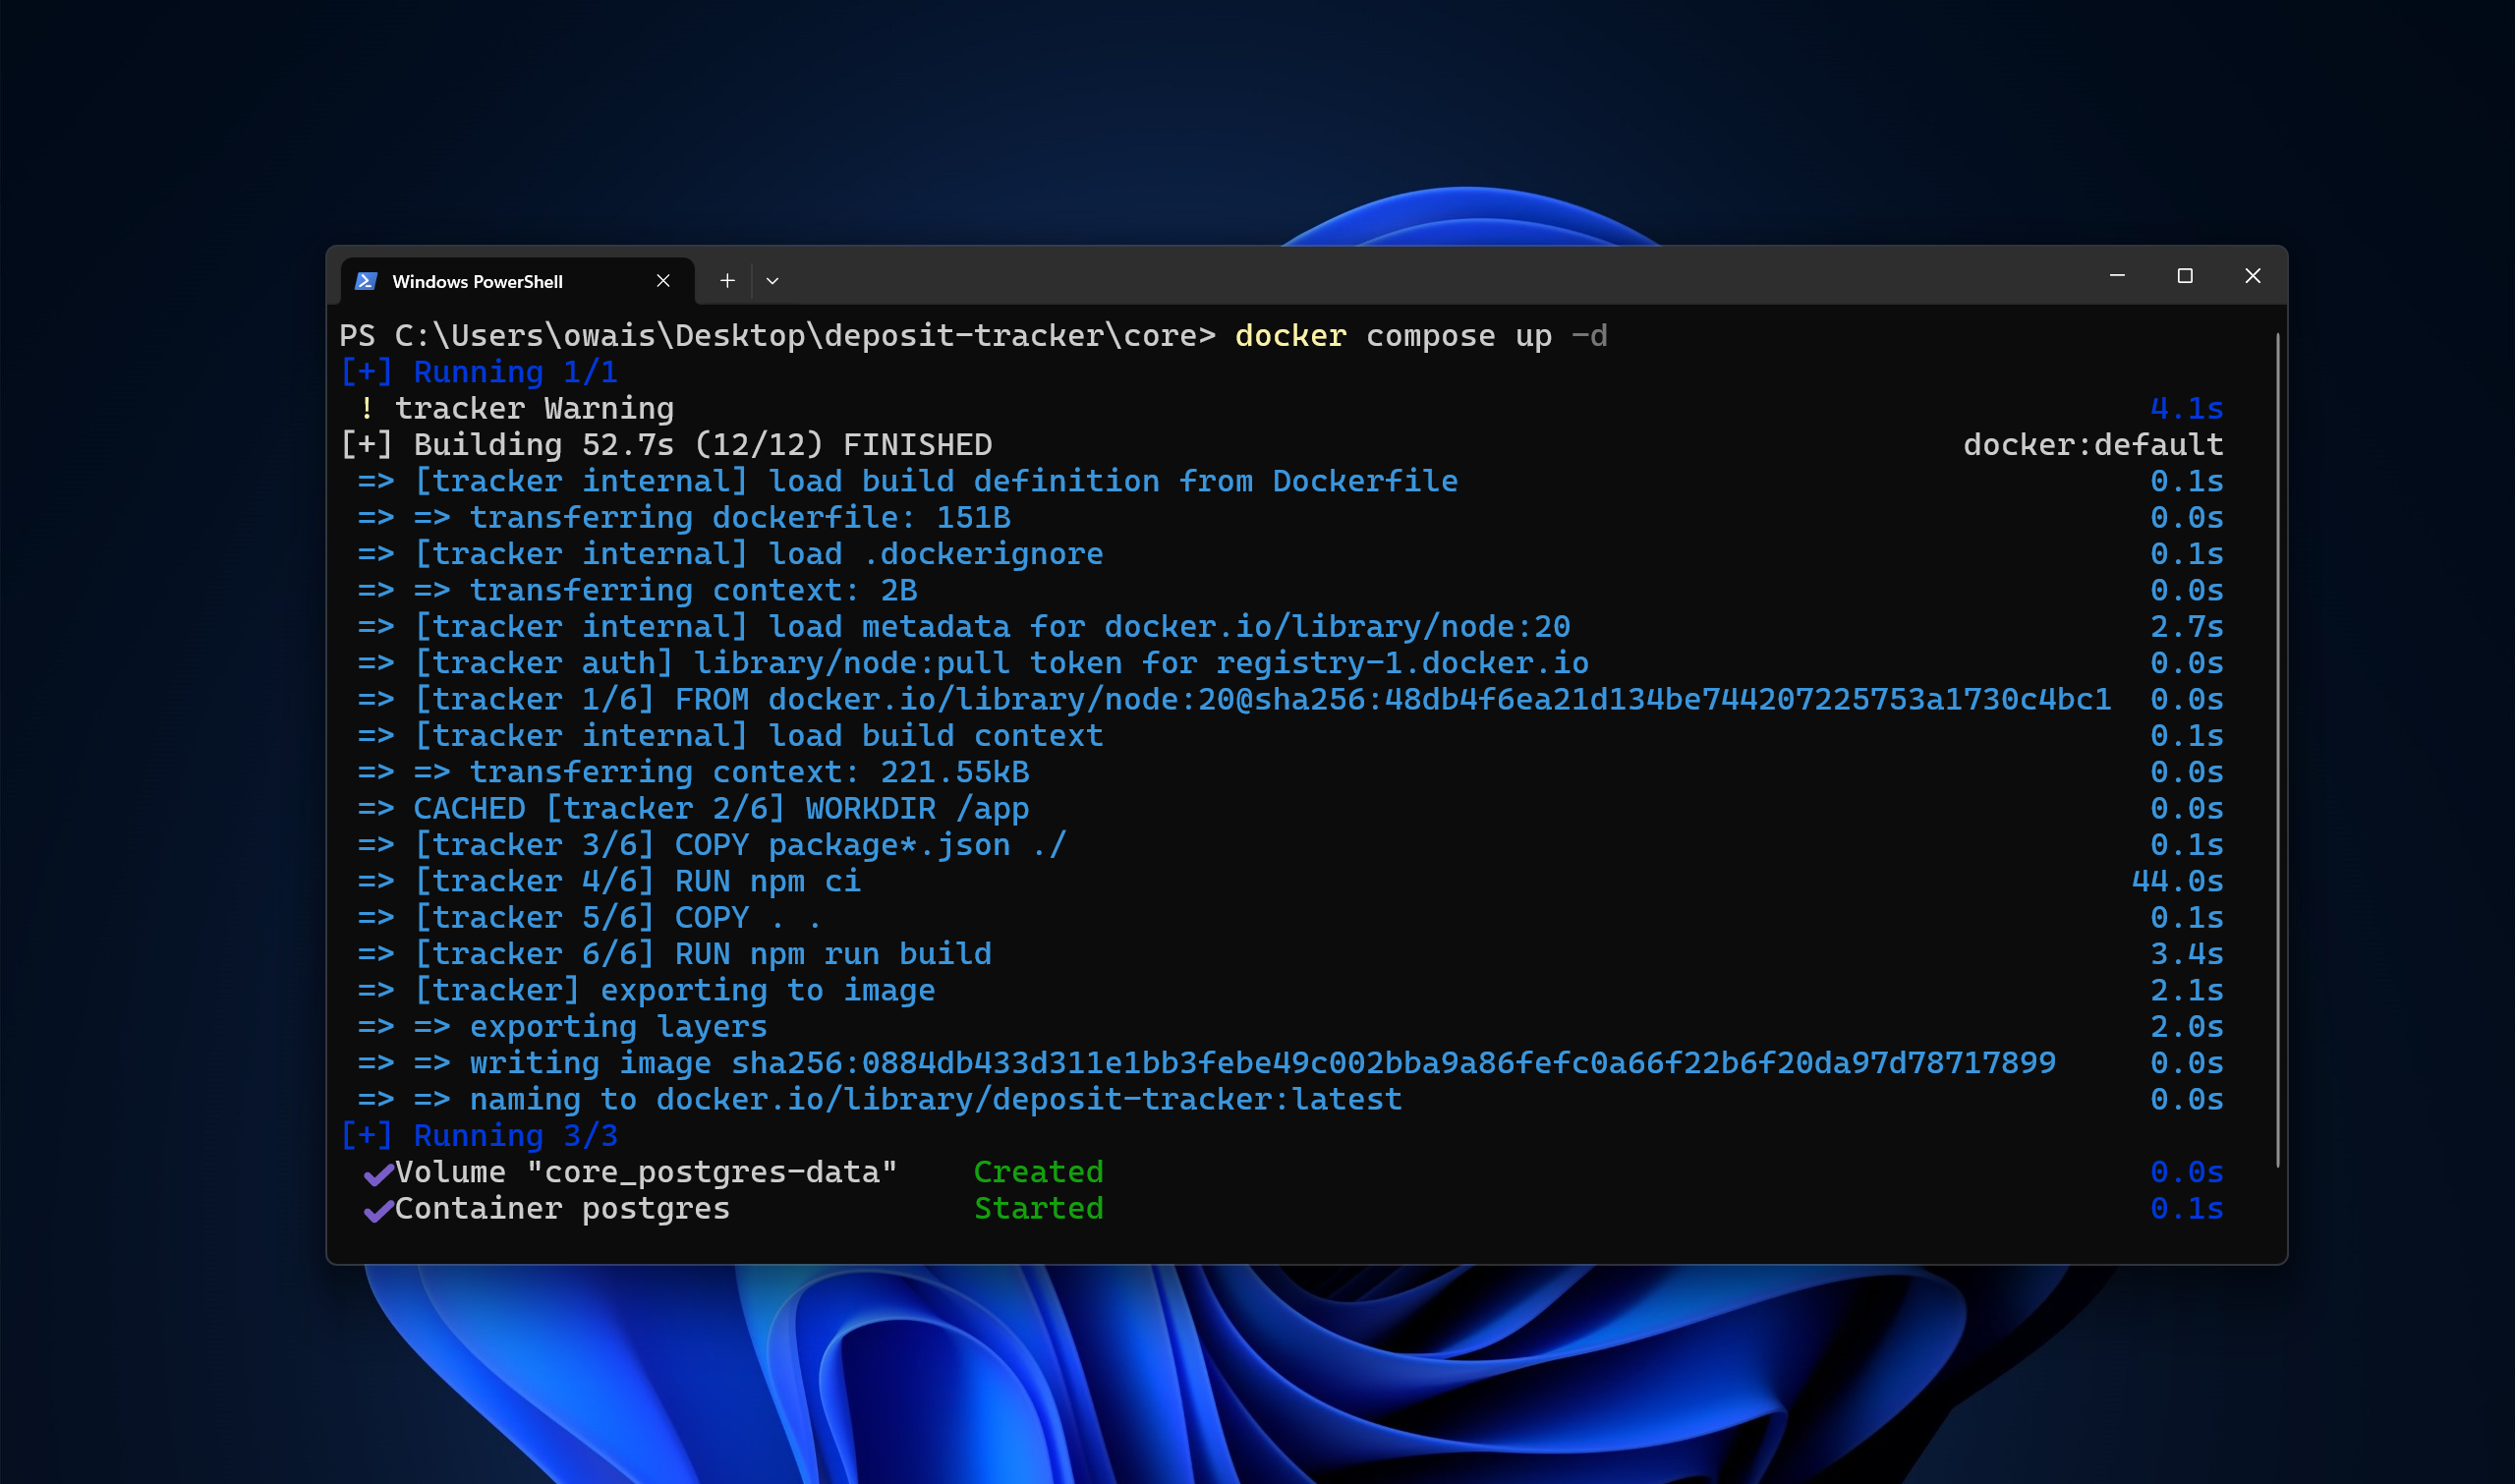 Windows PowerShell
PS C:\Users\owais\Desktop\deposit-tracker\core> docker compose up -d
[+] Running 1/1
! tracker Warning 4.1s
[+] Building 52.7s (12/12) FINISHED docker:default
=> [tracker internal] load build definition from Dockerfile 0.1s
=> => transferring dockerfile: 151B 0.0s
=> [tracker internal] load .dockerignore 0.1s
=> => transferring context: 2B 0.0s
=> [tracker internal] load metadata for docker.io/library/node:20 2.7s
=> [tracker auth] library/node:pull token for registry-1.docker.io 0.0s
=> [tracker 1/6] FROM docker.io/library/node:20@sha256:48db4f6ea21d134be744207225753a1730c4bc1 0.0s
=> [tracker internal] load build context 0.1s
=> => transferring context: 221.55kB 0.0s
=> CACHED [tracker 2/6] WORKDIR /app 0.0s
=> [tracker 3/6] COPY package*.json ./ 0.1s
=> [tracker 4/6] RUN npm ci 44.0s
=> [tracker 5/6] COPY . . 0.1s
=> [tracker 6/6] RUN npm run build 3.4s
=> [tracker] exporting to image 2.1s
=> => exporting layers 2.0s
=> => writing image sha256:0884db433d311e1bb3febe49c002bba9a86fefc0a66f22b6f20da97d78717899 0.0s
=> => naming to docker.io/library/deposit-tracker:latest 0.0s
[+] Running 3/3
✔Volume "core_postgres-data" Created 0.0s
✔Container postgres Started 0.1s